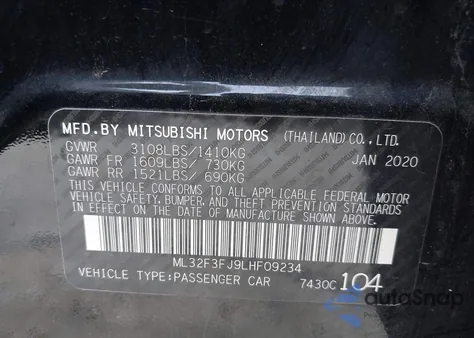 MFD.BY MITSUBISHI MOTORS (THAILAND) CO.,LTD.
GVWR 3108LBS/1410KG JAN 2020
GAWR FR 1609LBS/ 730KG
GAWR RR 1521LBS/ 690KG
THIS VEHICLE CONFORMS TO ALL APPLICABLE FEDERAL MOTOR
VEHICLE SAFETY, BUMPER, AND THEFT PREVENTION STANDARDS
IN EFFECT ON THE DATE OF MANUFACTURE SHOWN ABOVE.
ML32F3FJ9LHF09234
VEHICLE TYPE:PASSENGER CAR 7430C 104
autoSnap